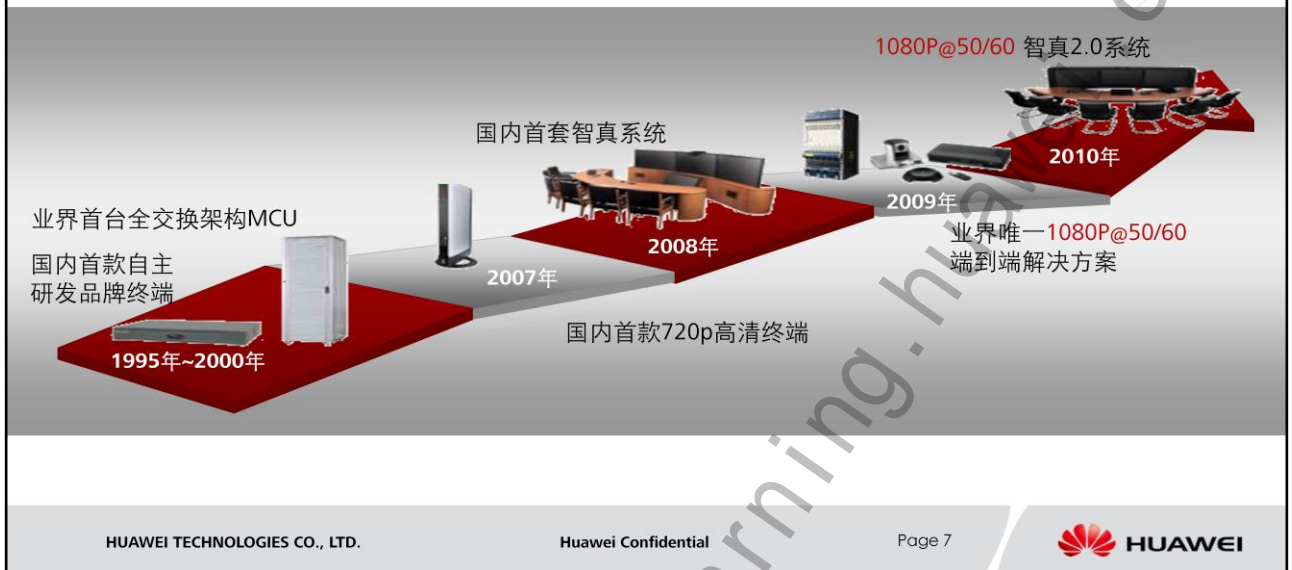 1080P@50/60 智真2.0系统
国内首套智真系统
2010年
2009年
业界首台全交换架构MCU
业界唯一1080P@50/60
端到端解决方案
2008年
国内首款自主
研发品牌终端
2007年
国内首款720p高清终端
1995年~2000年
HUAWEI TECHNOLOGIES CO., LTD.
Huawei Confidential
Page 7
HUAWEI